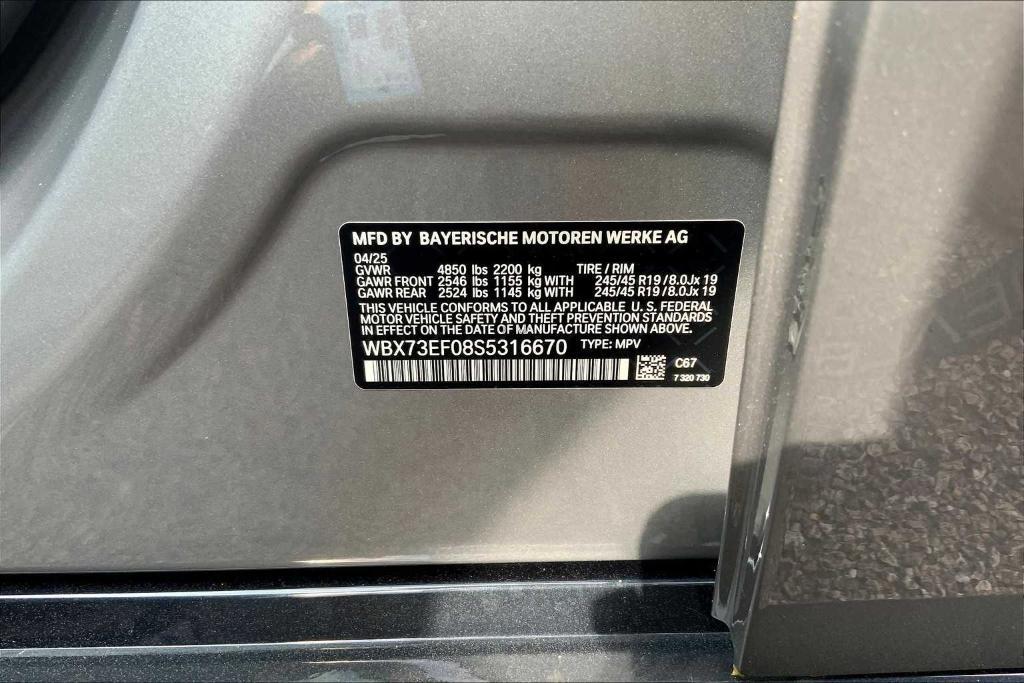 MFD BY BAYERISCHE MOTOREN WERKE AG
04/25
GVWR 4850 lbs 2200 kg TIRE / RIM
GAWR FRONT 2546 lbs 1155 kg WITH 245/45 R19 / 8.0Jx 19
GAWR REAR 2524 lbs 1145 kg WITH 245/45 R19 / 8.0Jx 19
THIS VEHICLE CONFORMS TO ALL APPLICABLE U. S. FEDERAL
MOTOR VEHICLE SAFETY AND THEFT PREVENTION STANDARDS
IN EFFECT ON THE DATE OF MANUFACTURE SHOWN ABOVE.
WBX73EF08S5316670 TYPE: MPV
C67
7 320 730